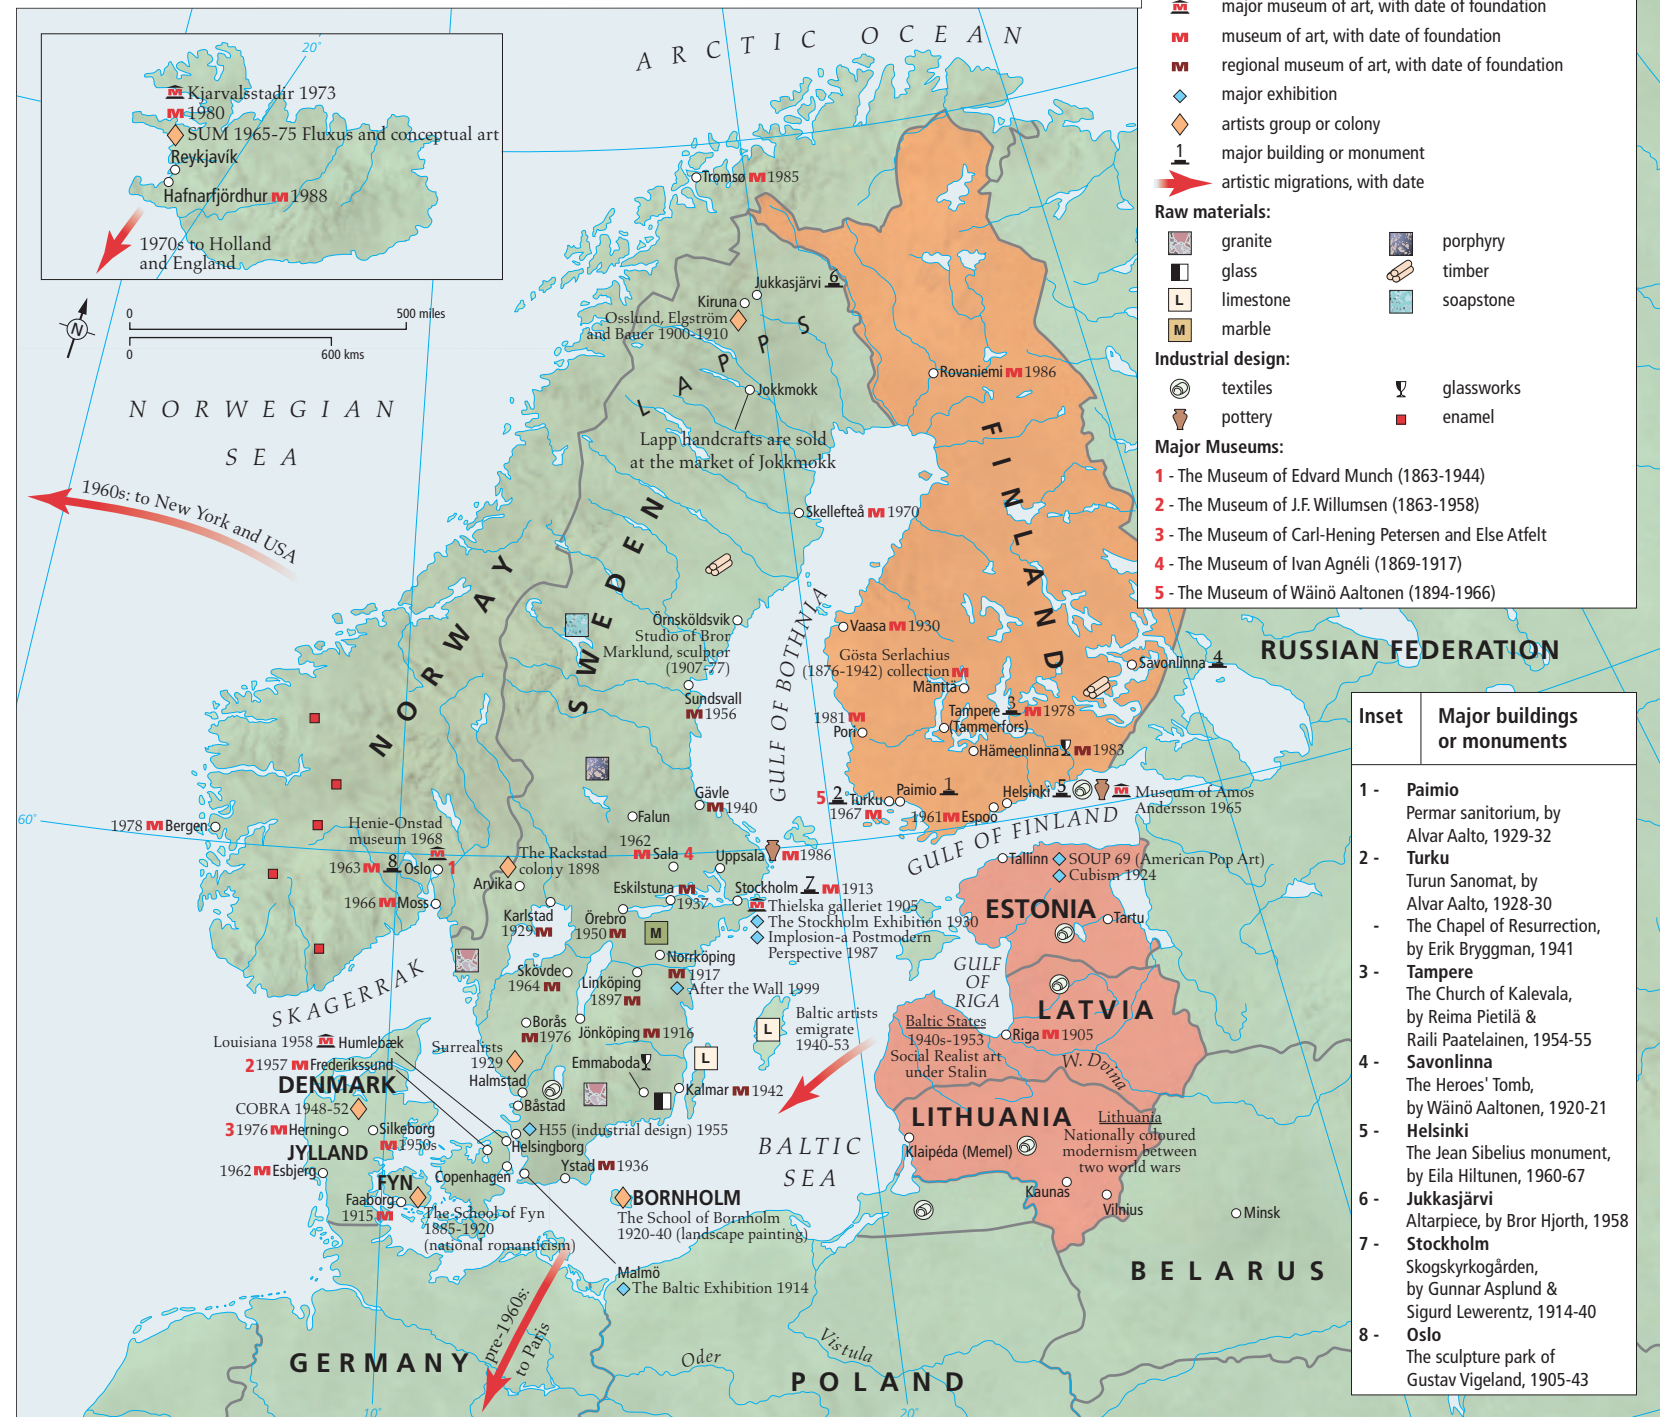 20°
Kjarvalsstadir 1973
M 1980
SUM 1965-75 Fluxus and conceptual art
Reykjavík
Hafnarfjördhur M 1988
1970s to Holland
and England
N
0 500 miles
0 600 kms
ARCTIC OCEAN
NORWEGIAN
SEA
1960s: to New York and USA
major museum of art, with date of foundation
M museum of art, with date of foundation
M regional museum of art, with date of foundation
major exhibition
artists group or colony
1 major building or monument
artistic migrations, with date
Raw materials:
granite porphyry
glass timber
L limestone soapstone
M marble
Industrial design:
textiles glassworks
pottery enamel
Major Museums:
1 - The Museum of Edvard Munch (1863-1944)
2 - The Museum of J.F. Willumsen (1863-1958)
3 - The Museum of Carl-Hening Petersen and Else Atfelt
4 - The Museum of Ivan Agnéli (1869-1917)
5 - The Museum of Wäinö Aaltonen (1894-1966)
Tromsø M 1985
Jukkasjärvi 6
Kiruna
Osslund, Elgström
and Bauer 1900-1910
LAPPS
Jokkmokk
Lapp handcrafts are sold
at the market of Jokkmokk
Rovaniemi M 1986
FINLAND
Skellefteå M 1970
NORWAY
SWEDEN
GULF OF BOTHNIA
Örnsköldsvik
Studio of Bror
Marklund, sculptor
(1907-77)
Sundsvall
M 1956
Vaasa M 1930
Gösta Serlachius
(1876-1942) collection M
Mänttä
Savonlinna 4
RUSSIAN FEDERATION
Tampere 3 M 1978
(Tammerfors)
1981 M
Pori
Hämeenlinna M 1983
Paimio 1
5 2 Turku
1967 M
Helsinki 5 M Museum of Amos
Andersson 1965
1961 M Espoo
GULF OF FINLAND
Gävle
M 1940
Falun
60°
1978 M Bergen
Henie-Onstad
museum 1968
1963 M 8 Oslo 1
1966 M Moss
The Rackstad
colony 1898
Arvika
1962
M Sala 4
Uppsala M 1986
Eskilstuna M
1937
Stockholm 7 M 1913
Thielska galleriet 1905
The Stockholm Exhibition 1930
Implosion-a Postmodern
Perspective 1987
Karlstad
1929 M
Örebro
1950 M
M
Norrköping
M 1917
After the Wall 1999
Skövde
1964 M
Linköping
1897 M
SKAGERRAK
Borås
M 1976
Jönköping M 1916
L
L
Baltic artists
emigrate
1940-53
Surrealists
1929
Halmstad
Emmaboda
Kalmar M 1942
Båstad
H55 (industrial design) 1955
Helsingborg
Ystad M 1936
Louisiana 1958 M Humlebæk
2 1957 M Frederikssund
DENMARK
COBRA 1948-52
3 1976 M Herning
Silkeborg
M 1950s
JYLLAND
1962 M Esbjerg
FYN
Faaborg
1915 M
Copenhagen
The School of Fyn
1885-1920
(national romanticism)
BORNHOLM
The School of Bornholm
1920-40 (landscape painting)
Malmö
The Baltic Exhibition 1914
pre-1960s:
to Paris
BALTIC
SEA
Tallinn SOUP 69 (American Pop Art)
Cubism 1924
ESTONIA
Tartu
GULF
OF
RIGA
LATVIA
Riga M 1905
W. Dvina
Baltic States
1940s-1953
Social Realist art
under Stalin
LITHUANIA
Lithuania
Nationally coloured
modernism between
two world wars
Klaipéda (Memel)
Kaunas
Vilnius
Minsk
BELARUS
GERMANY
POLAND
Oder
Vistula
10°
20°
Inset Major buildings
or monuments
1 - Paimio
Permar sanitorium, by
Alvar Aalto, 1929-32
2 - Turku
Turun Sanomat, by
Alvar Aalto, 1928-30
- The Chapel of Resurrection,
by Erik Bryggman, 1941
3 - Tampere
The Church of Kalevala,
by Reima Pietilä &
Raili Paatelainen, 1954-55
4 - Savonlinna
The Heroes' Tomb,
by Wäinö Aaltonen, 1920-21
5 - Helsinki
The Jean Sibelius monument,
by Eila Hiltunen, 1960-67
6 - Jukkasjärvi
Altarpiece, by Bror Hjorth, 1958
7 - Stockholm
Skogskyrkogården,
by Gunnar Asplund &
Sigurd Lewerentz, 1914-40
8 - Oslo
The sculpture park of
Gustav Vigeland, 1905-43